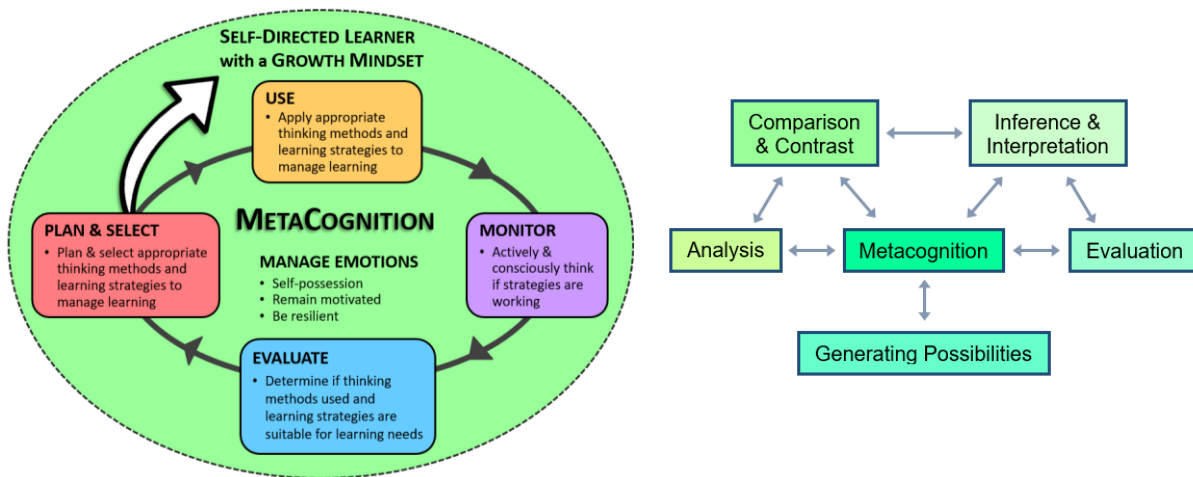 SELF-DIRECTED LEARNER
with a GROWTH MINDSET
USE
• Apply appropriate
thinking methods and
learning strategies to
manage learning
METACOGNITION
PLAN & SELECT
• Plan & select appropriate
thinking methods and
learning strategies to
manage learning
MANAGE EMOTIONS
• Self-possession
• Remain motivated
• Be resilient
MONITOR
• Actively &
consciously think
if strategies are
working
EVALUATE
• Determine if thinking
methods used and
learning strategies are
suitable for learning needs
Comparison
& Contrast
Inference &
Interpretation
Analysis
Metacognition
Evaluation
Generating Possibilities